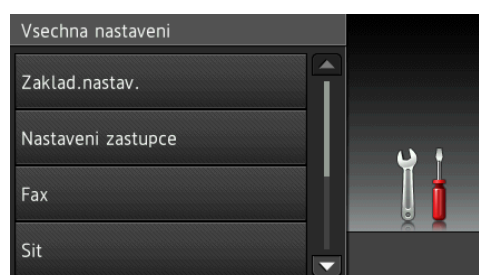 Vsechna nastaveni
Zaklad.nastav.
Nastaveni zastupce
Fax
Sit